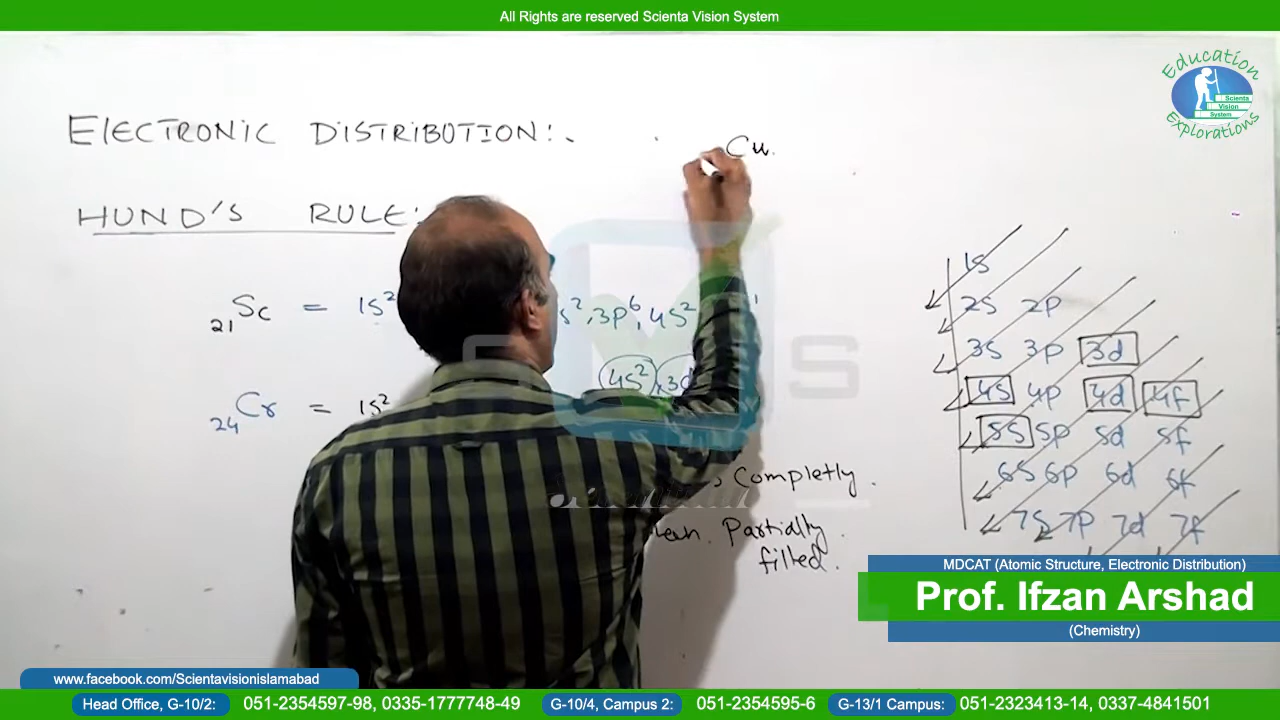 All Rights are reserved Scienta Vision System
Education
Scienta
Vision
System
Explorations
ELECTRONIC DISTRIBUTION:-
Cu.
HUND'S RULE:
21Sc = 1s² s², 3p⁶, 4s² 1
4s², 3d
24Cr = 1s²
Completly.
Partially.
filled.
1s
2s 2p
3s 3p 3d
4s 4p 4d 4f
5s 5p 5d 5f
6s 6p 6d 6f
7s 7p 7d 7f
MDCAT (Atomic Structure, Electronic Distribution)
Prof. Ifzan Arshad
(Chemistry)
www.facebook.com/Scientavisionislamabad
Head Office, G-10/2: 051-2354597-98, 0335-1777748-49 G-10/4, Campus 2: 051-2354595-6 G-13/1 Campus: 051-2323413-14, 0337-4841501